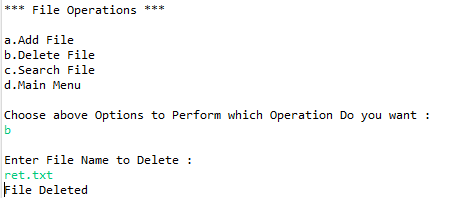 *** File Operations ***
a.Add File
b.Delete File
c.Search File
d.Main Menu
Choose above Options to Perform which Operation Do you want :
b
Enter File Name to Delete :
ret.txt
File Deleted